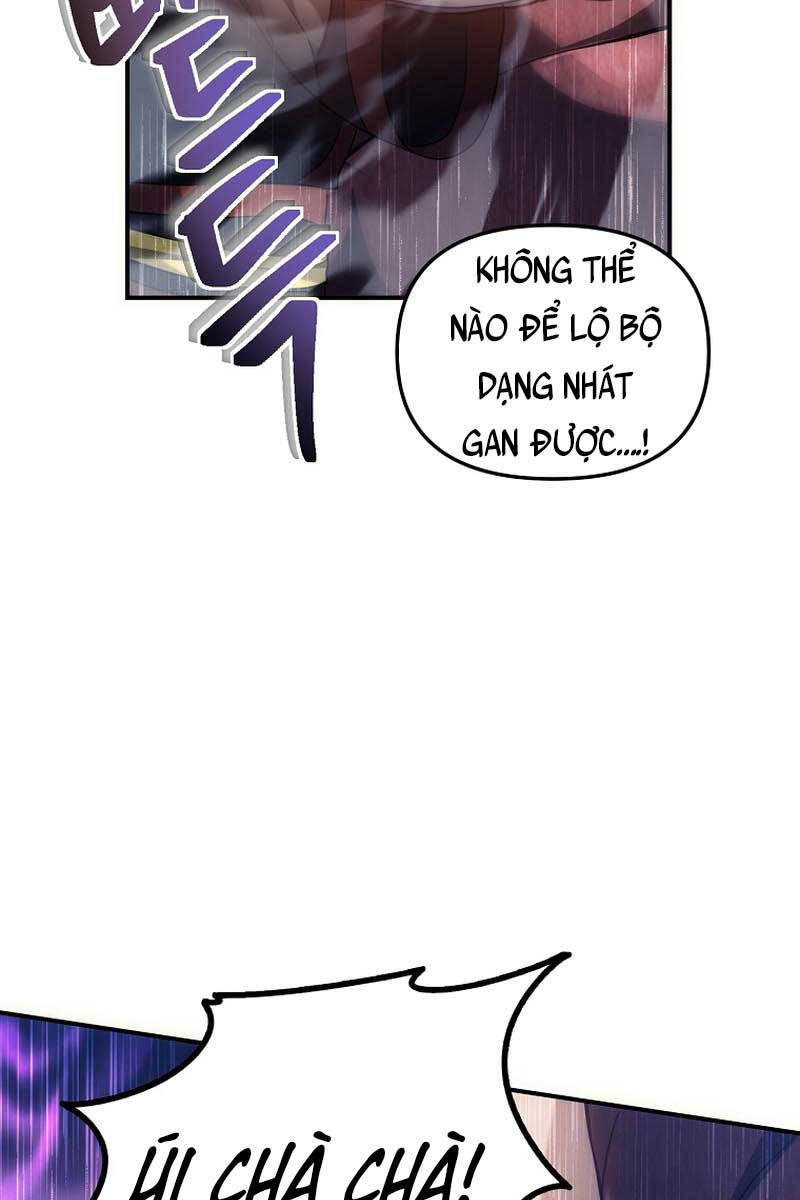 KHÔNG THỂ
NÀO ĐỂ LỘ BỘ
DẠNG NHÁT
GAN ĐƯỢC....!
ÚI CHÀ CHÀ!